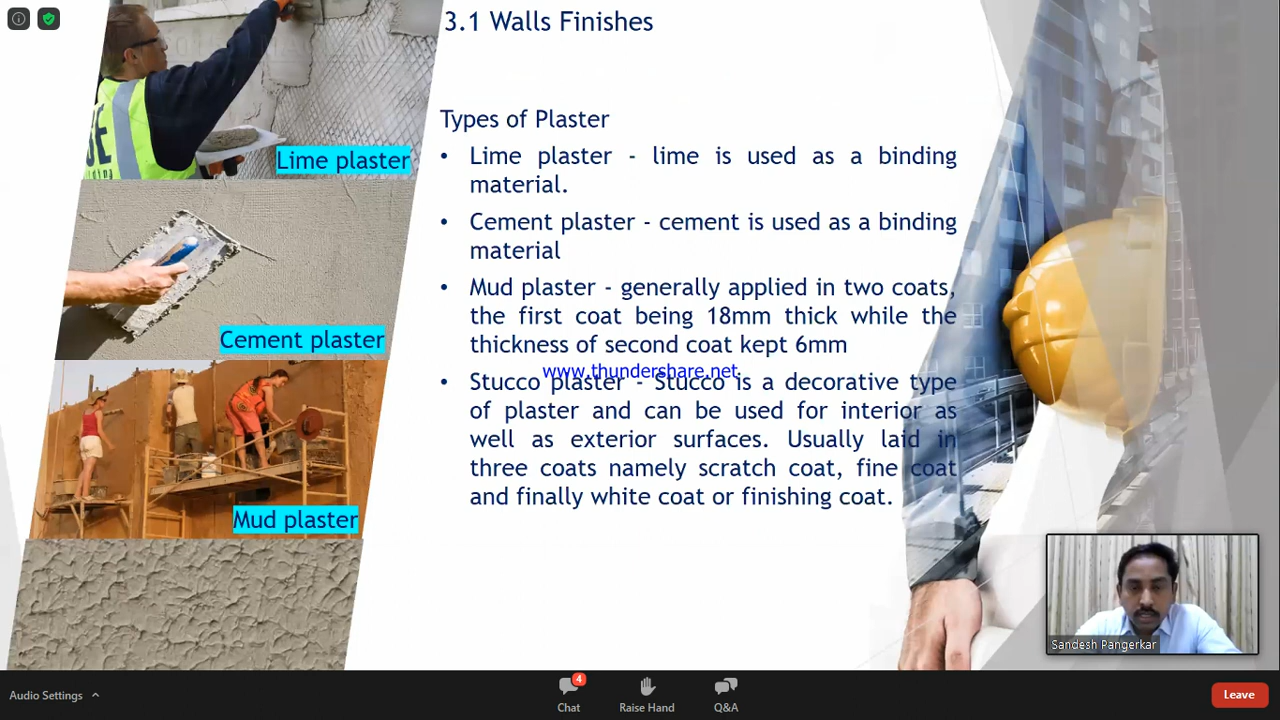 3.1 Walls Finishes
Types of Plaster
• Lime plaster - lime is used as a binding
material.
• Cement plaster - cement is used as a binding
material
• Mud plaster - generally applied in two coats,
the first coat being 18mm thick while the
thickness of second coat kept 6mm
www.thundershare.net
• Stucco plaster - Stucco is a decorative type
of plaster and can be used for interior as
well as exterior surfaces. Usually laid in
three coats namely scratch coat, fine coat
and finally white coat or finishing coat.
Lime plaster
Cement plaster
Mud plaster
Sandesh Pangerkar
Audio Settings
4
Chat
Raise Hand
Q&A
Leave